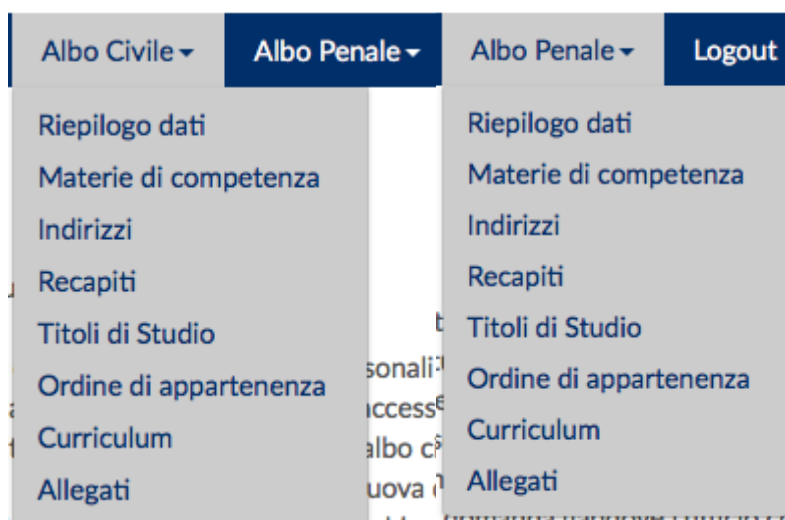 Albo Civile Albo Penale
Riepilogo dati
Materie di competenza
Indirizzi
Recapiti
Titoli di Studio
Ordine di appartenenza
Curriculum
Allegati
Albo Penale Logout
Riepilogo dati
Materie di competenza
Indirizzi
Recapiti
Titoli di Studio
Ordine di appartenenza
Curriculum
Allegati